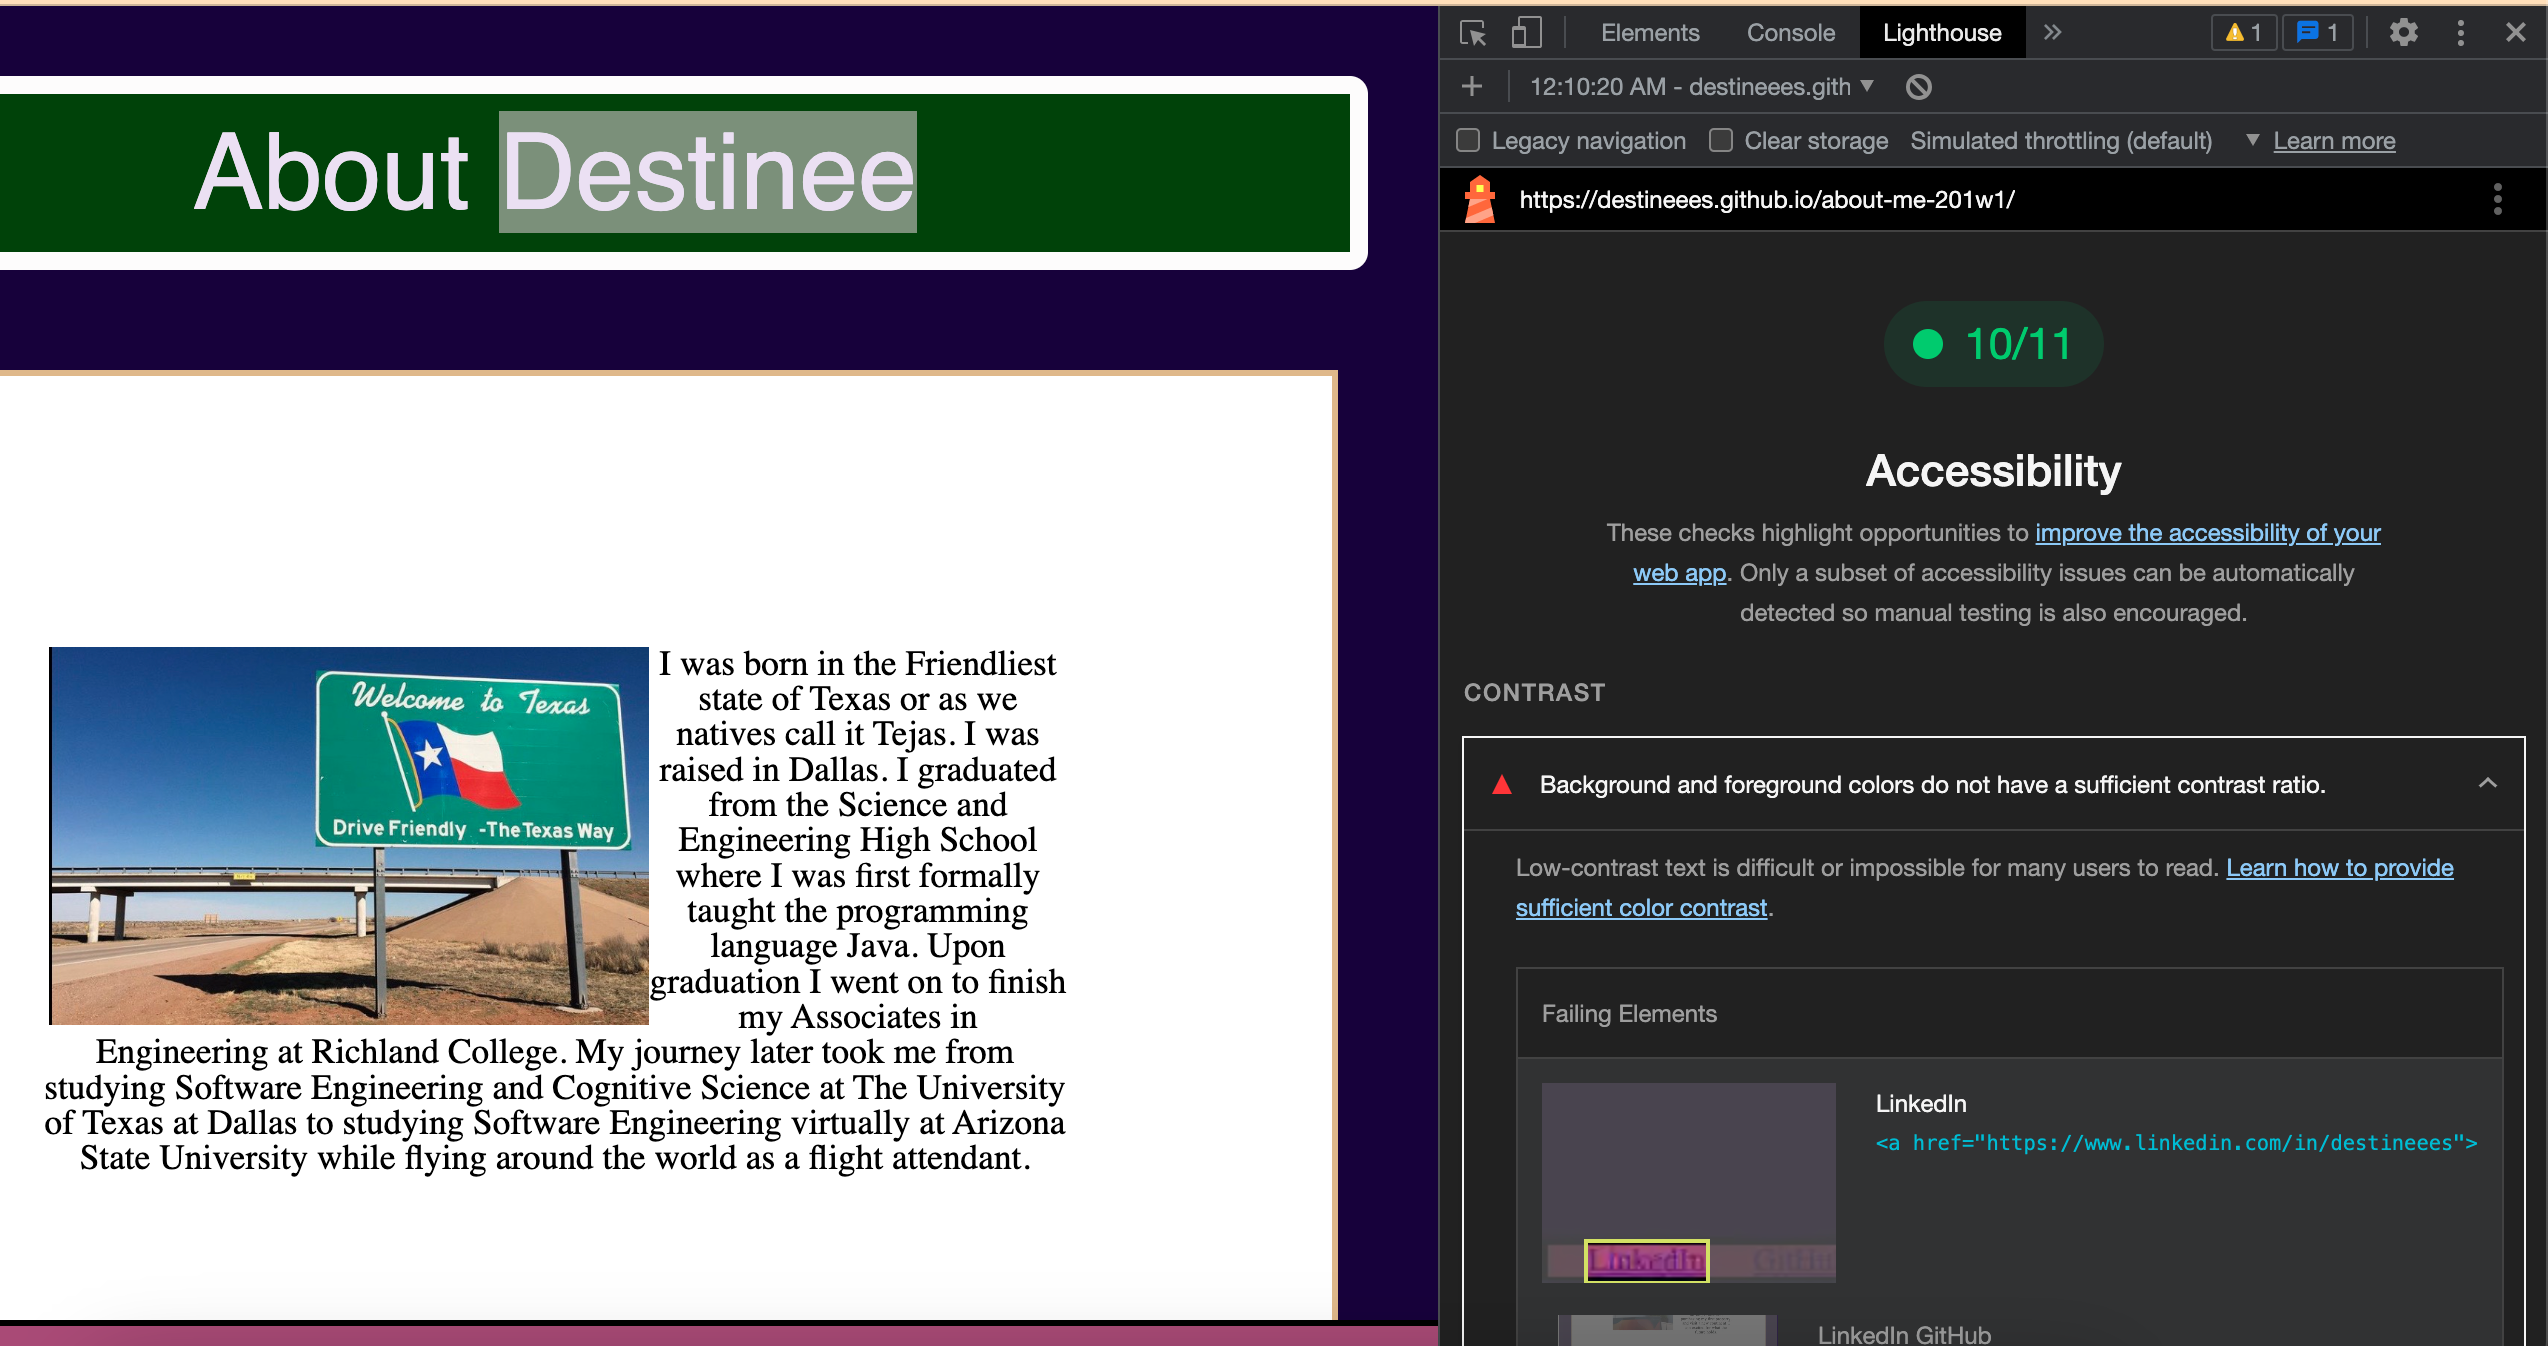 About Destinee
Welcome to Texas
Drive Friendly - The Texas Way
I was born in the Friendliest
state of Texas or as we
natives call it Tejas. I was
raised in Dallas. I graduated
from the Science and
Engineering High School
where I was first formally
taught the programming
language Java. Upon
graduation I went on to finish
my Associates in
Engineering at Richland College. My journey later took me from
studying Software Engineering and Cognitive Science at The University
of Texas at Dallas to studying Software Engineering virtually at Arizona
State University while flying around the world as a flight attendant.
Elements Console Lighthouse 1 1
12:10:20 AM - destineees.gith
Legacy navigation Clear storage Simulated throttling (default) Learn more
https://destineees.github.io/about-me-201w1/
10/11
Accessibility
These checks highlight opportunities to improve the accessibility of your
web app. Only a subset of accessibility issues can be automatically
detected so manual testing is also encouraged.
CONTRAST
Background and foreground colors do not have a sufficient contrast ratio.
Low-contrast text is difficult or impossible for many users to read. Learn how to provide
sufficient color contrast.
Failing Elements
LinkedIn
<a href="https://www.linkedin.com/in/destineees">
LinkedIn GitHu
LinkedIn GitHub